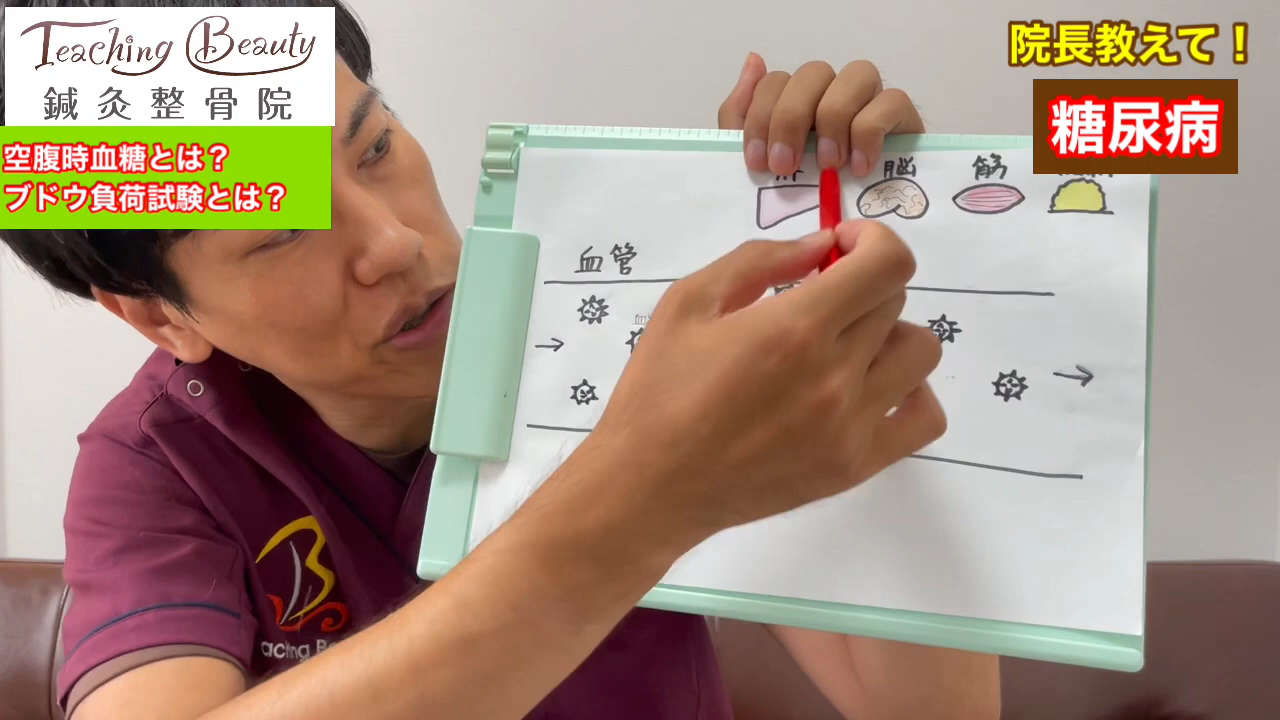 Teaching Beauty
鍼灸整骨院
空腹時血糖とは？
ブドウ負荷試験とは？
院長教えて！
糖尿病
脳
筋
血管